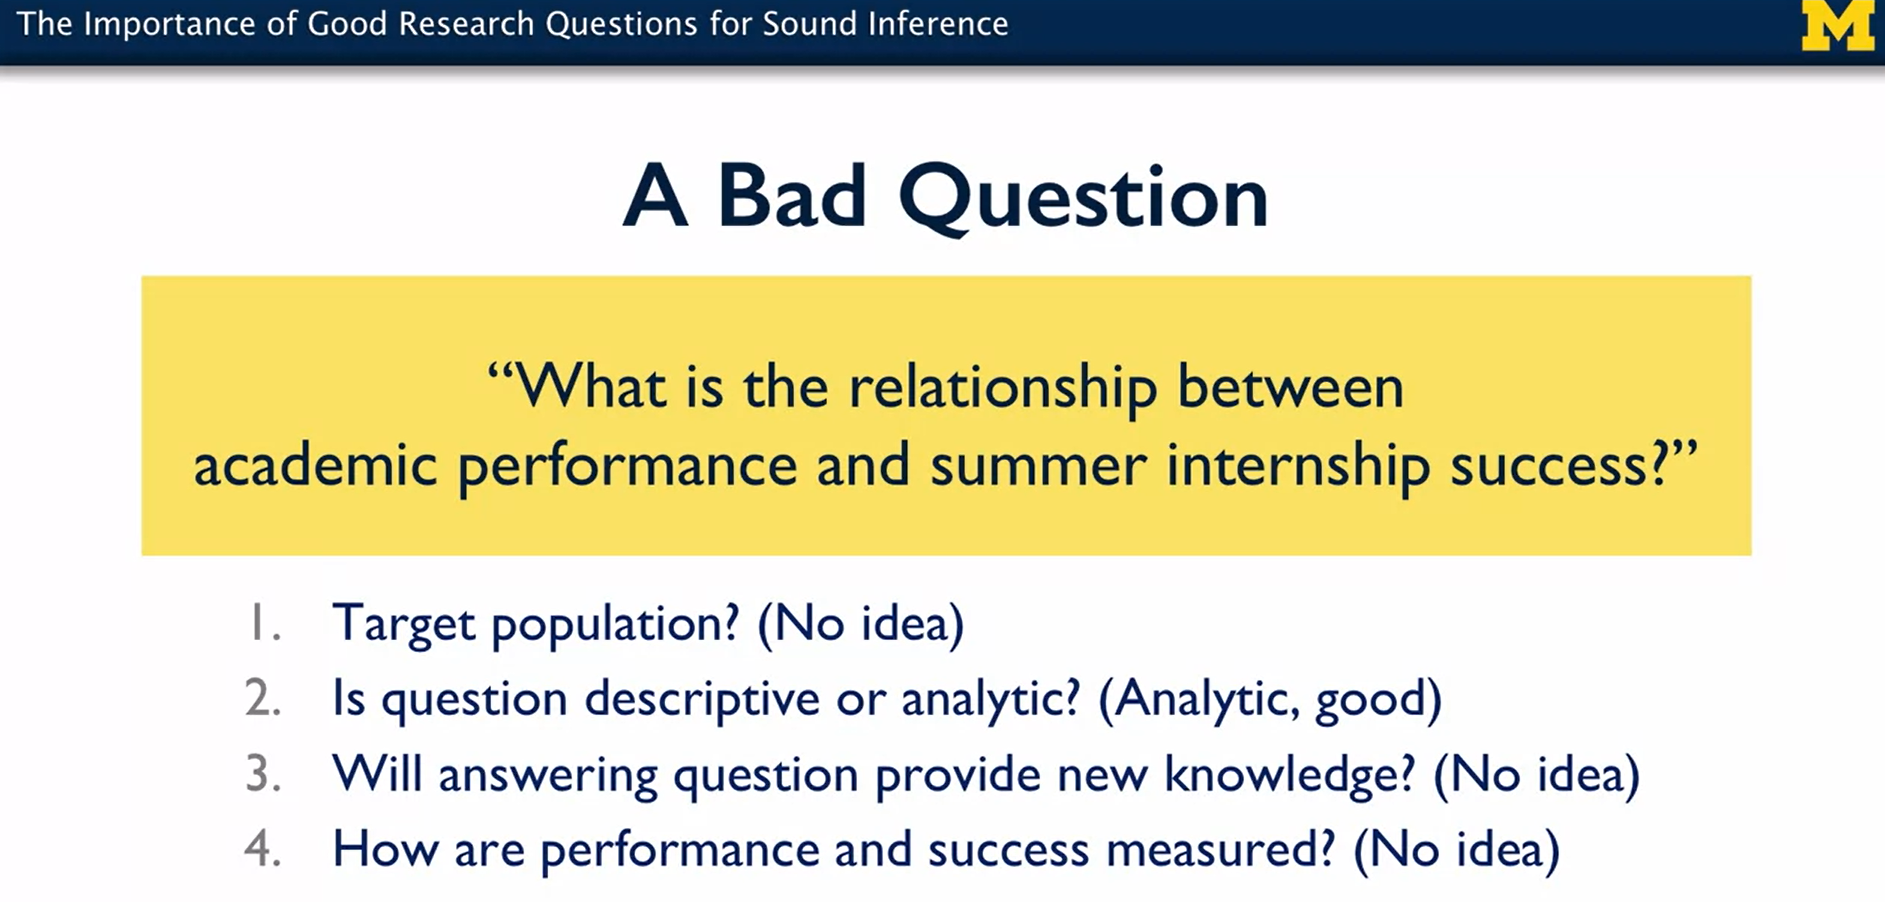 The Importance of Good Research Questions for Sound Inference
M
A Bad Question
“What is the relationship between
academic performance and summer internship success?”
1. Target population? (No idea)
2. Is question descriptive or analytic? (Analytic, good)
3. Will answering question provide new knowledge? (No idea)
4. How are performance and success measured? (No idea)